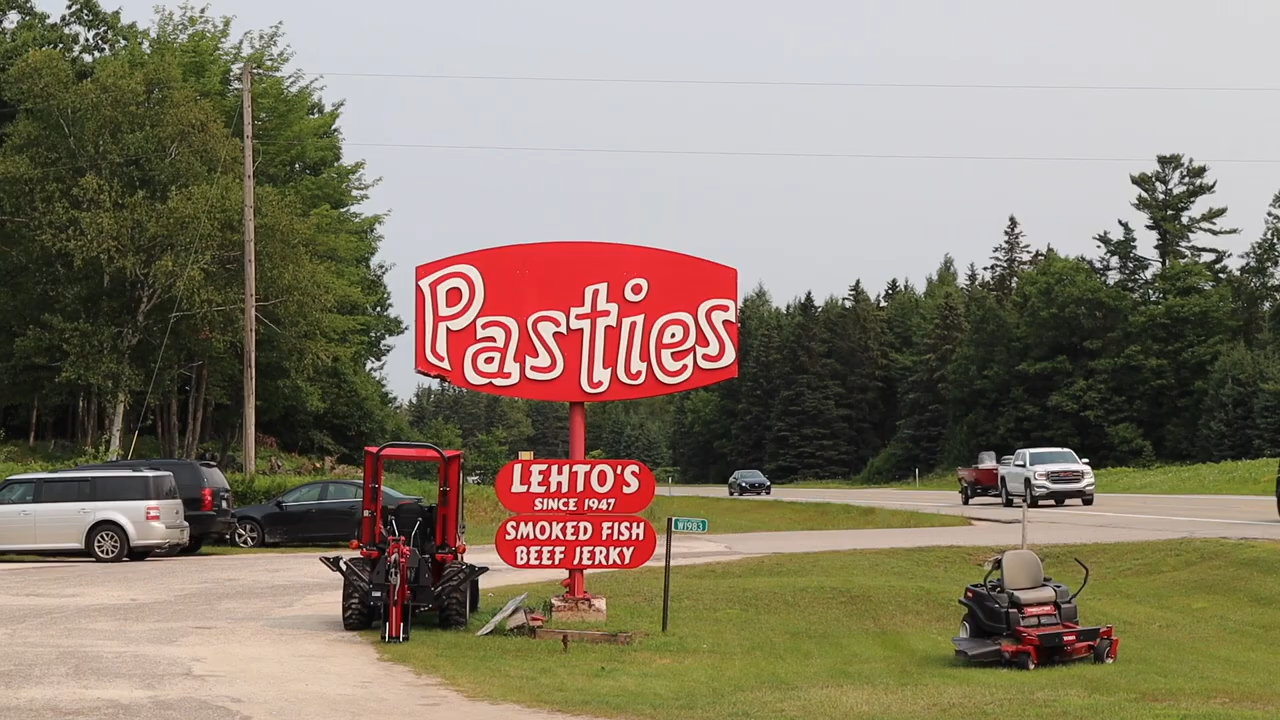 Pasties
LEHTO'S
SINCE 1947
SMOKED FISH
BEEF JERKY
W1983